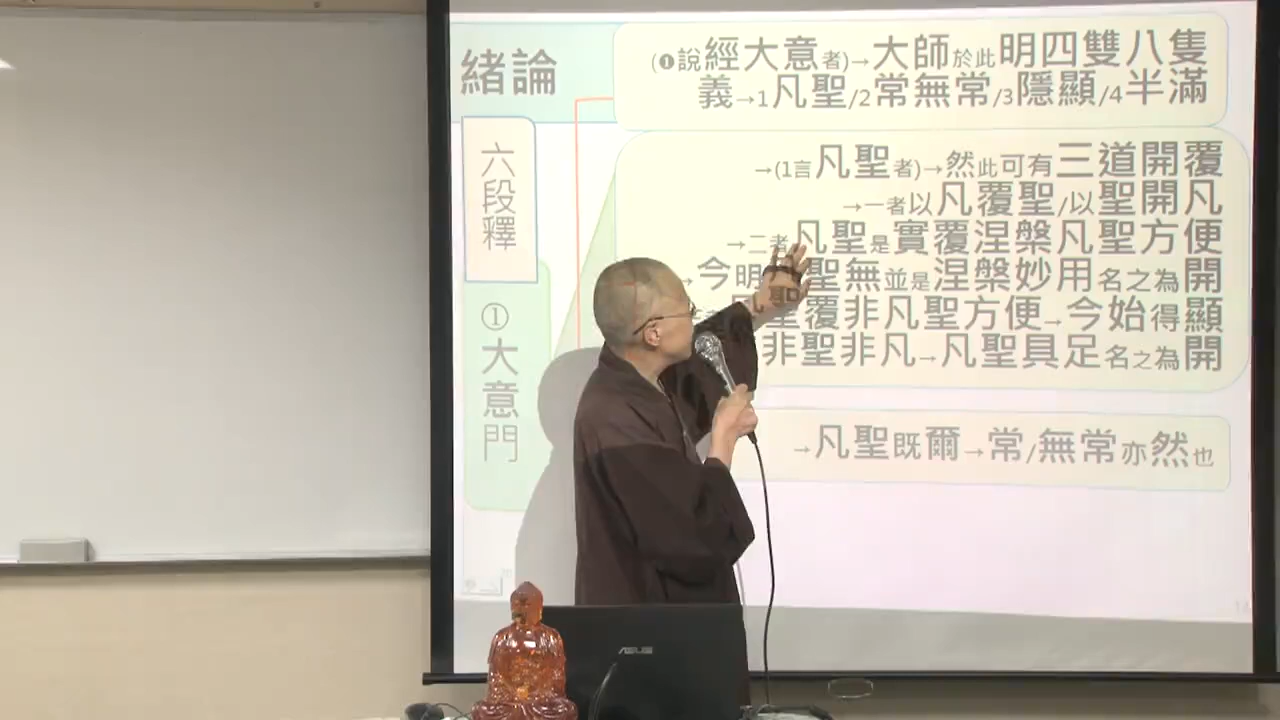 緒論
(❶說經大意者)→大師於此明四雙八隻
義→1凡聖/2常無常/3隱顯/4半滿
六段釋
①大意門
→(1言凡聖者)→然此可有三道開覆
→一者以凡覆聖/以聖開凡
→二者凡聖是實覆涅槃凡聖方便
→今明聖無並是涅槃妙用名之為開
聖覆非凡聖方便→今始得顯
非聖非凡→凡聖具足名之為開
→凡聖既爾→常/無常亦然也
ASUS